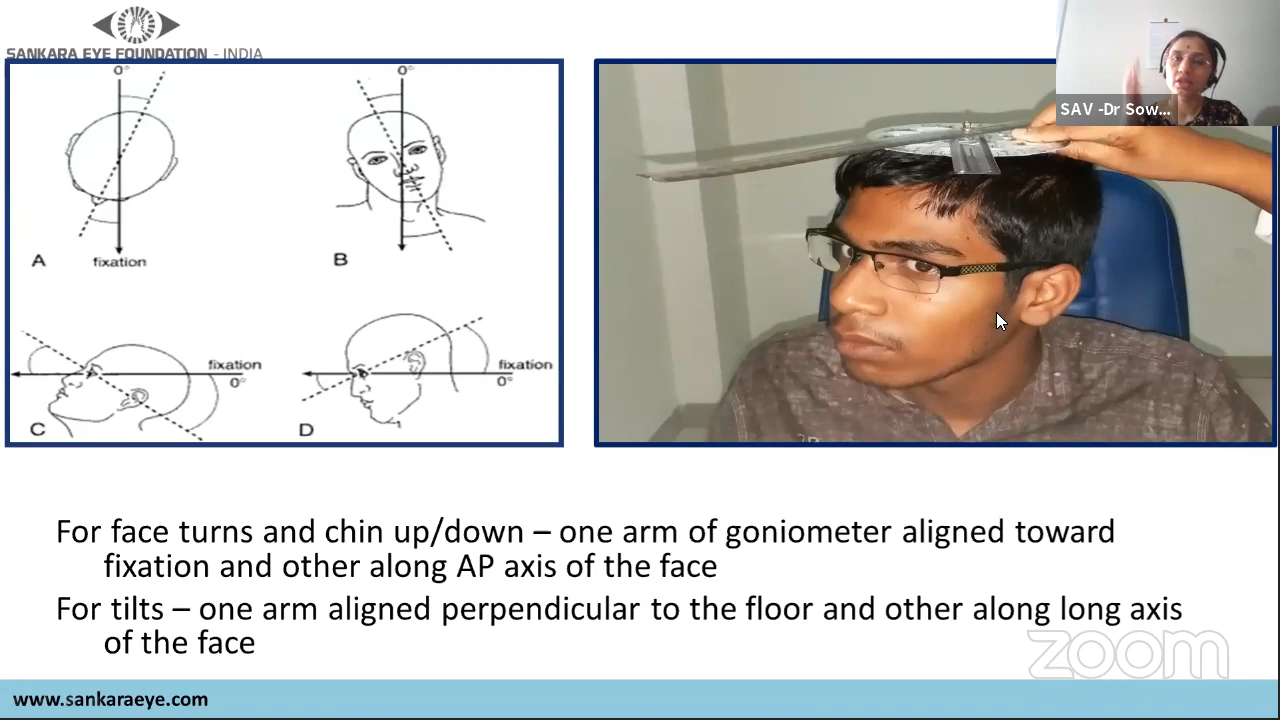 SANKARA EYE FOUNDATION - INDIA
SAV -Dr Sow...
0°
0°
A
fixation
B
fixation
0°
fixation
0°
C
D
For face turns and chin up/down – one arm of goniometer aligned toward
fixation and other along AP axis of the face
For tilts – one arm aligned perpendicular to the floor and other along long axis
of the face
zoom
www.sankaraeye.com